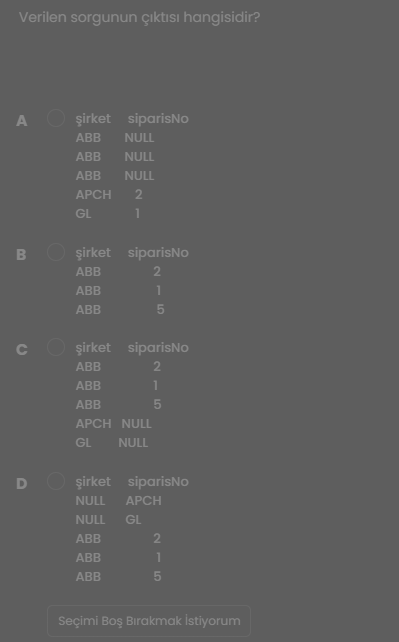 Verilen sorgunun çıktısı hangisidir?
A şirket siparisNo
ABB NULL
ABB NULL
ABB NULL
APCH 2
GL 1
B şirket siparisNo
ABB 2
ABB 1
ABB 5
C şirket siparisNo
ABB 2
ABB 1
ABB 5
APCH NULL
GL NULL
D şirket siparisNo
NULL APCH
NULL GL
ABB 2
ABB 1
ABB 5
Seçimi Boş Bırakmak İstiyorum